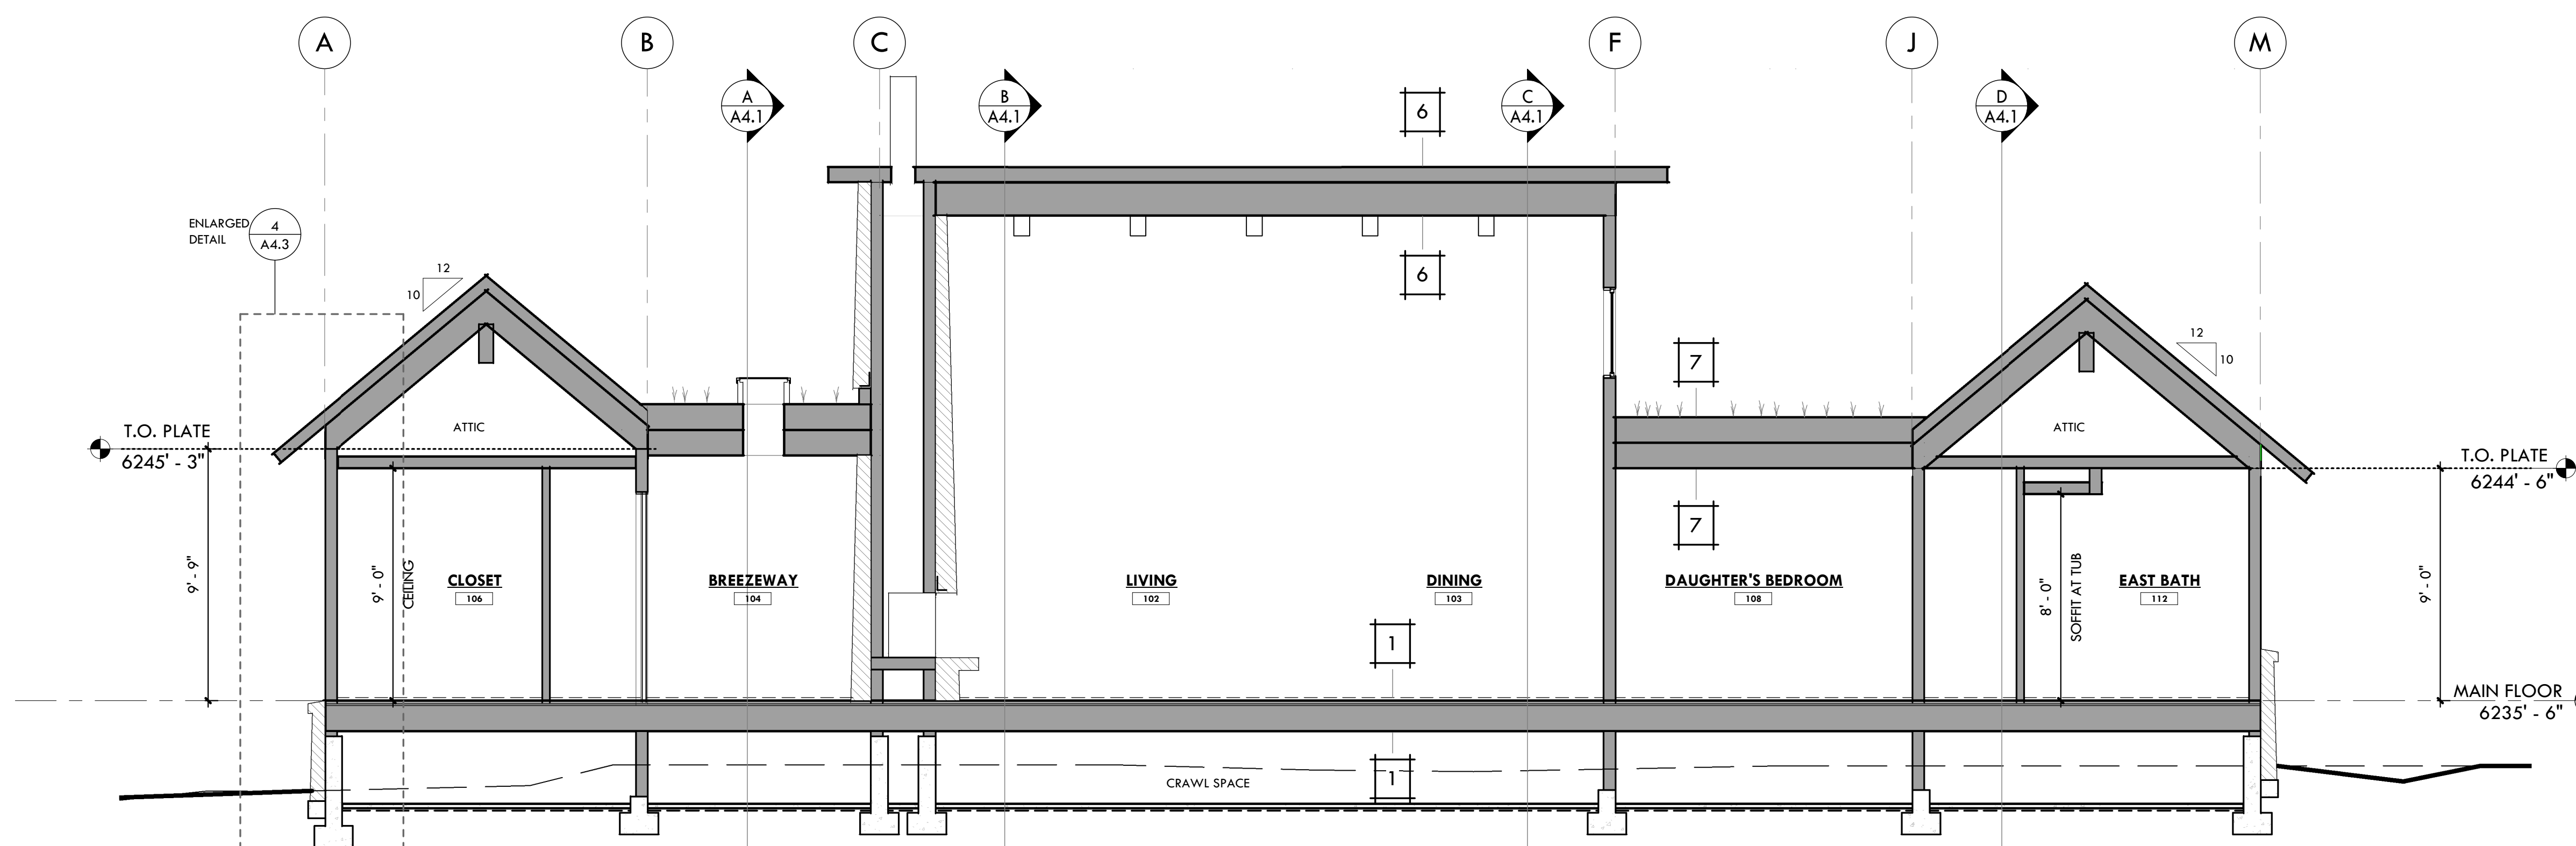 A
B
C
F
J
M
A
A4.1
B
A4.1
C
A4.1
D
A4.1
6
ENLARGED
DETAIL
4
A4.3
12
10
6
12
10
7
ATTIC
ATTIC
T.O. PLATE
6245' - 3"
T.O. PLATE
6244' - 6"
7
9' - 9"
9' - 0"
CEILING
CLOSET
106
BREEZEWAY
104
LIVING
102
DINING
103
DAUGHTER'S BEDROOM
108
8' - 0"
SOFFIT AT TUB
EAST BATH
112
9' - 0"
1
MAIN FLOOR
6235' - 6"
CRAWL SPACE
1